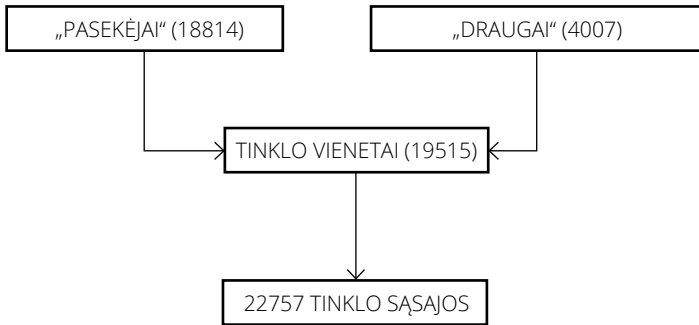 „PASEKĖJAI“ (18814)
„DRAUGAI“ (4007)
TINKLO VIENETAI (19515)
22757 TINKLO SĄSAJOS